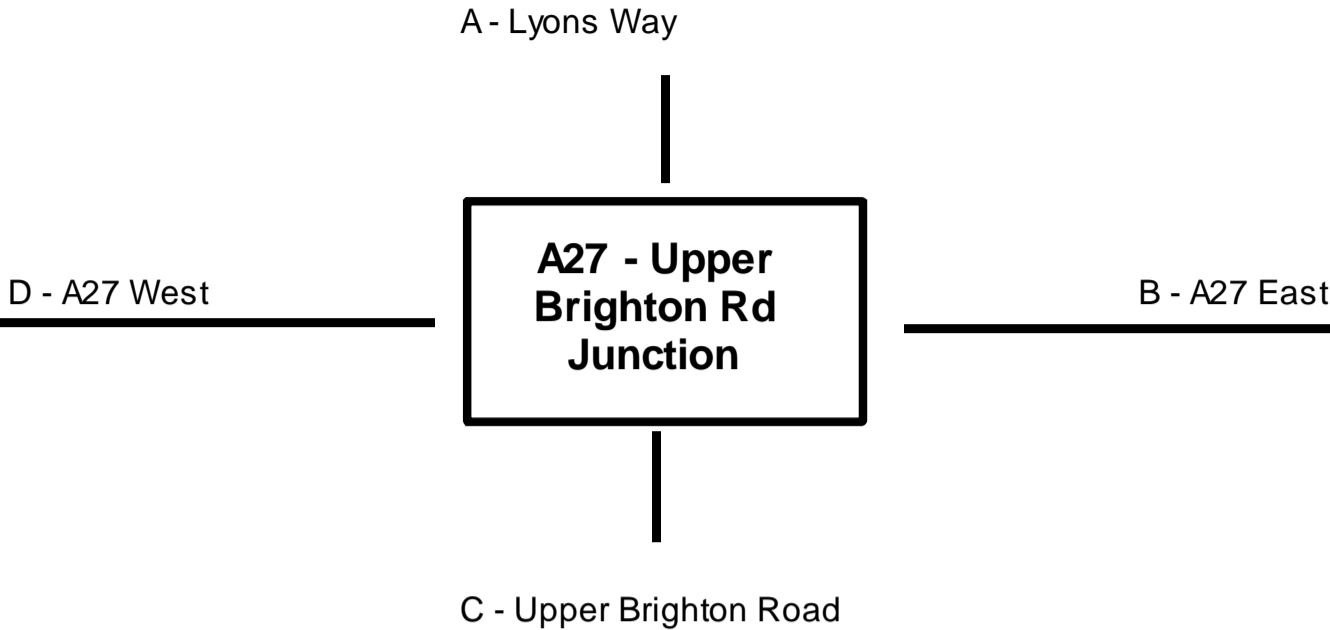 A - Lyons Way
A27 - Upper
Brighton Rd
Junction
D - A27 West
B - A27 East
C - Upper Brighton Road